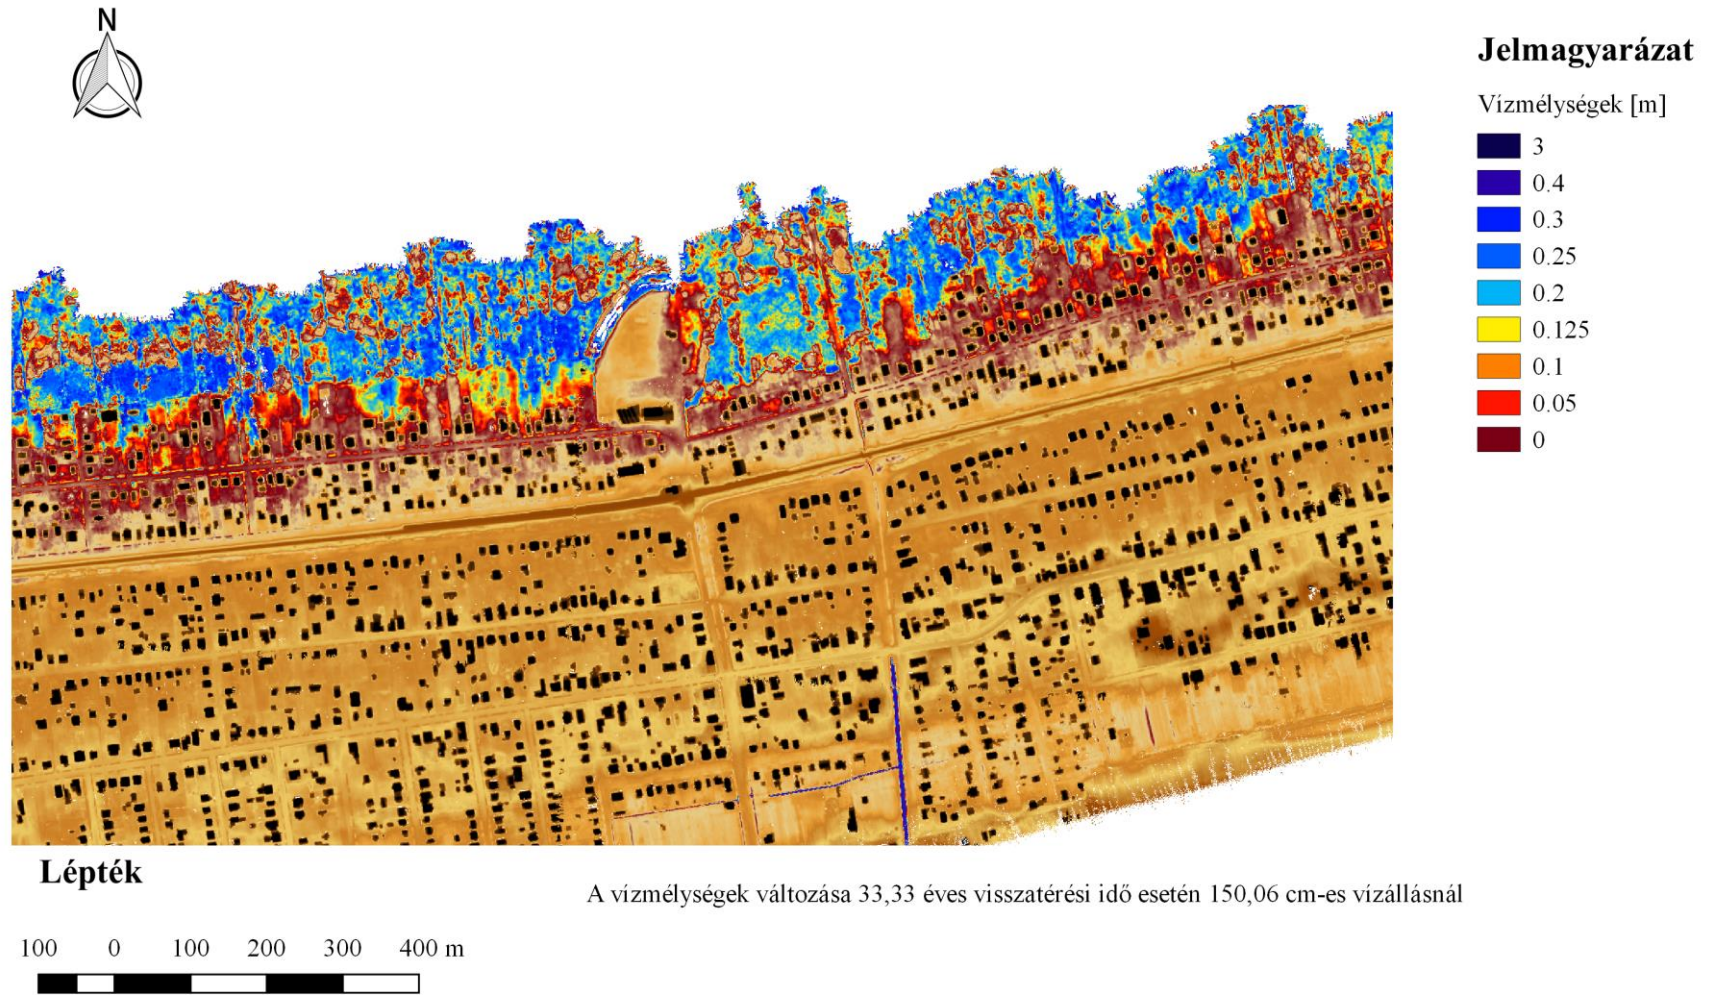 N
Jelmagyarázat
Vízmélységek [m]
3
0.4
0.3
0.25
0.2
0.125
0.1
0.05
0
Lépték
A vízmélységek változása 33,33 éves visszatérési idő esetén 150,06 cm-es vízállásnál
100 0 100 200 300 400 m